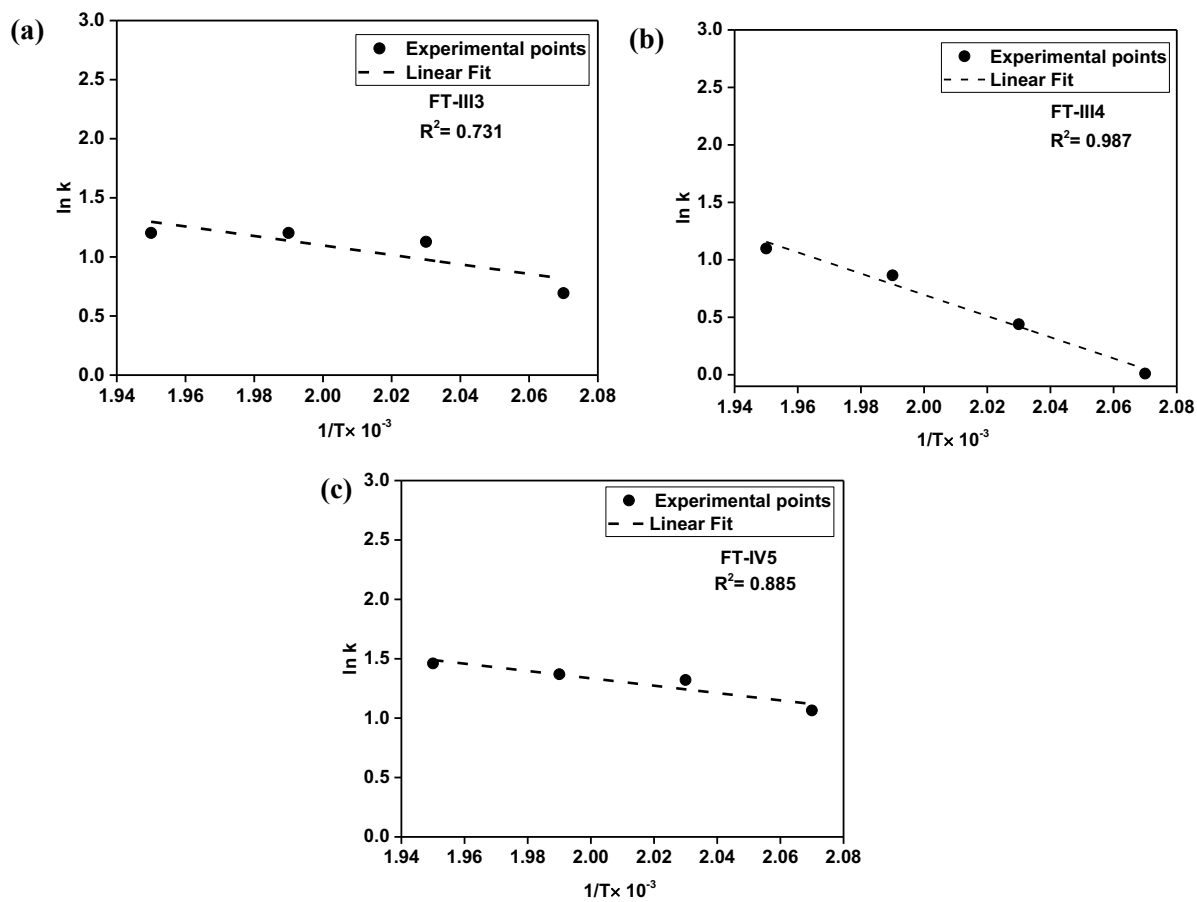 (a)
3.0
2.5
2.0
1.5
1.0
0.5
0.0
ln k
Experimental points
Linear Fit
FT-III3
R²= 0.731
1.94 1.96 1.98 2.00 2.02 2.04 2.06 2.08
1/T× 10⁻³
(b)
3.0
2.5
2.0
1.5
1.0
0.5
0.0
ln k
Experimental points
Linear Fit
FT-III4
R²= 0.987
1.94 1.96 1.98 2.00 2.02 2.04 2.06 2.08
1/T× 10⁻³
(c)
3.0
2.5
2.0
1.5
1.0
0.5
0.0
ln k
Experimental points
Linear Fit
FT-IV5
R²= 0.885
1.94 1.96 1.98 2.00 2.02 2.04 2.06 2.08
1/T× 10⁻³